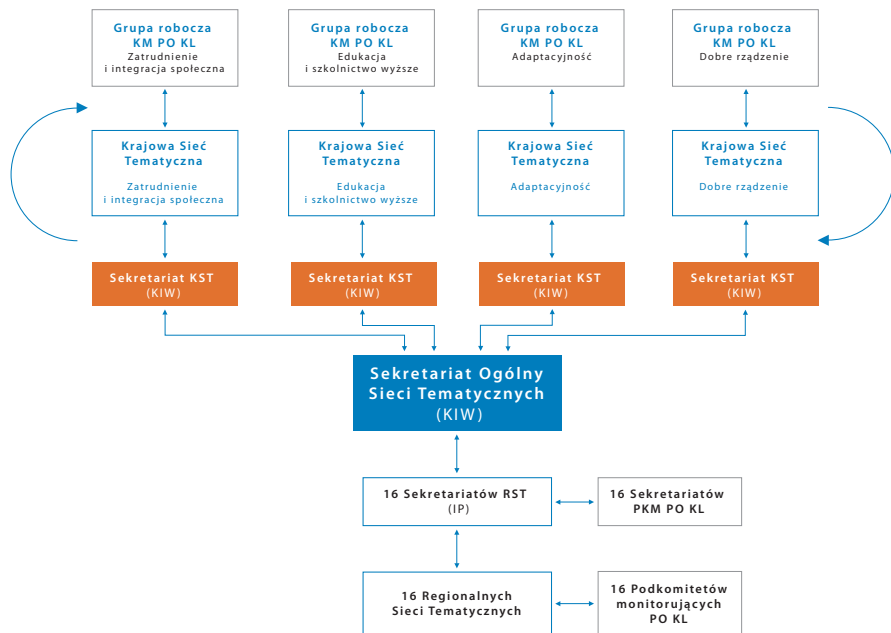 Grupa robocza
KM PO KL
Zatrudnienie
i integracja społeczna
Grupa robocza
KM PO KL
Edukacja
i szkolnictwo wyższe
Grupa robocza
KM PO KL
Adaptacyjność
Grupa robocza
KM PO KL
Dobre rządzenie
Krajowa Sieć
Tematyczna
Zatrudnienie
i integracja społeczna
Krajowa Sieć
Tematyczna
Edukacja
i szkolnictwo wyższe
Krajowa Sieć
Tematyczna
Adaptacyjność
Krajowa Sieć
Tematyczna
Dobre rządzenie
Sekretariat KST
(KIW)
Sekretariat KST
(KIW)
Sekretariat KST
(KIW)
Sekretariat KST
(KIW)
Sekretariat Ogólny
Sieci Tematycznych
(KIW)
16 Sekretariatów RST
(IP)
16 Sekretariatów
PKM PO KL
16 Regionalnych
Sieci Tematycznych
16 Podkomitetów
monitorujących
PO KL